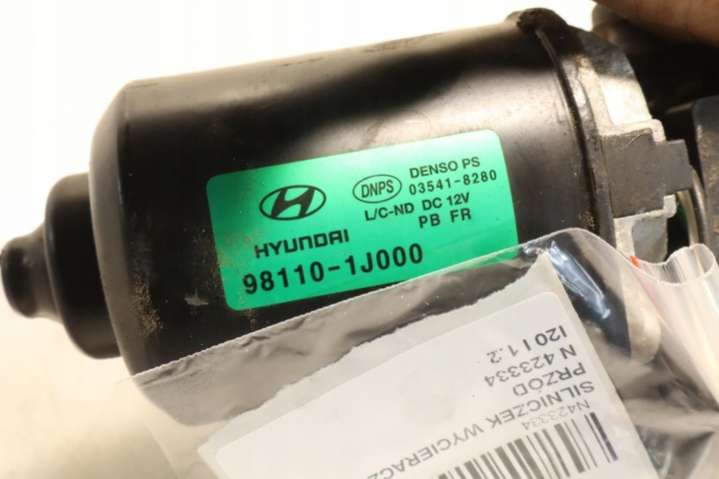 DNPS
DENSO PS
03541-8280
L/C-ND DC 12V
PB FR
HYUNDAI
98110-1J000
N423334
SILNICZEK
PRZÓD
N 423334
I20 I 1.2